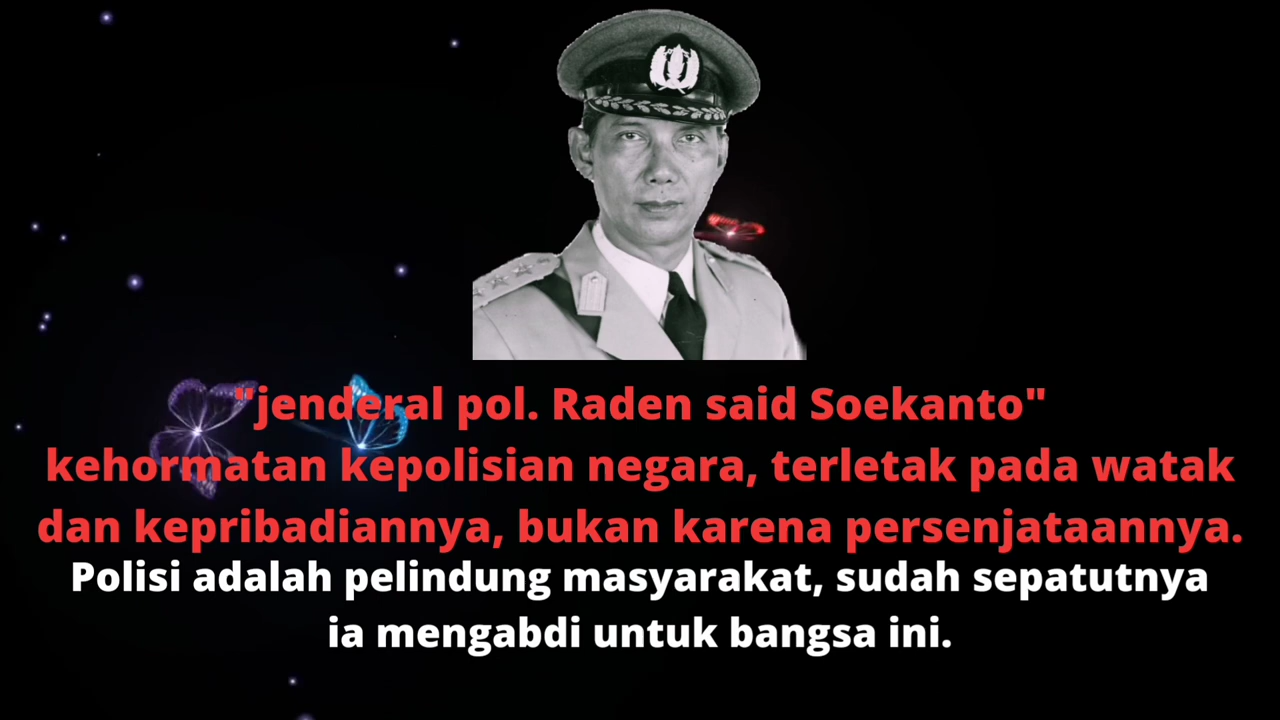 "jenderal pol. Raden said Soekanto"
kehormatan kepolisian negara, terletak pada watak
dan kepribadiannya, bukan karena persenjataannya.
Polisi adalah pelindung masyarakat, sudah sepatutnya
ia mengabdi untuk bangsa ini.